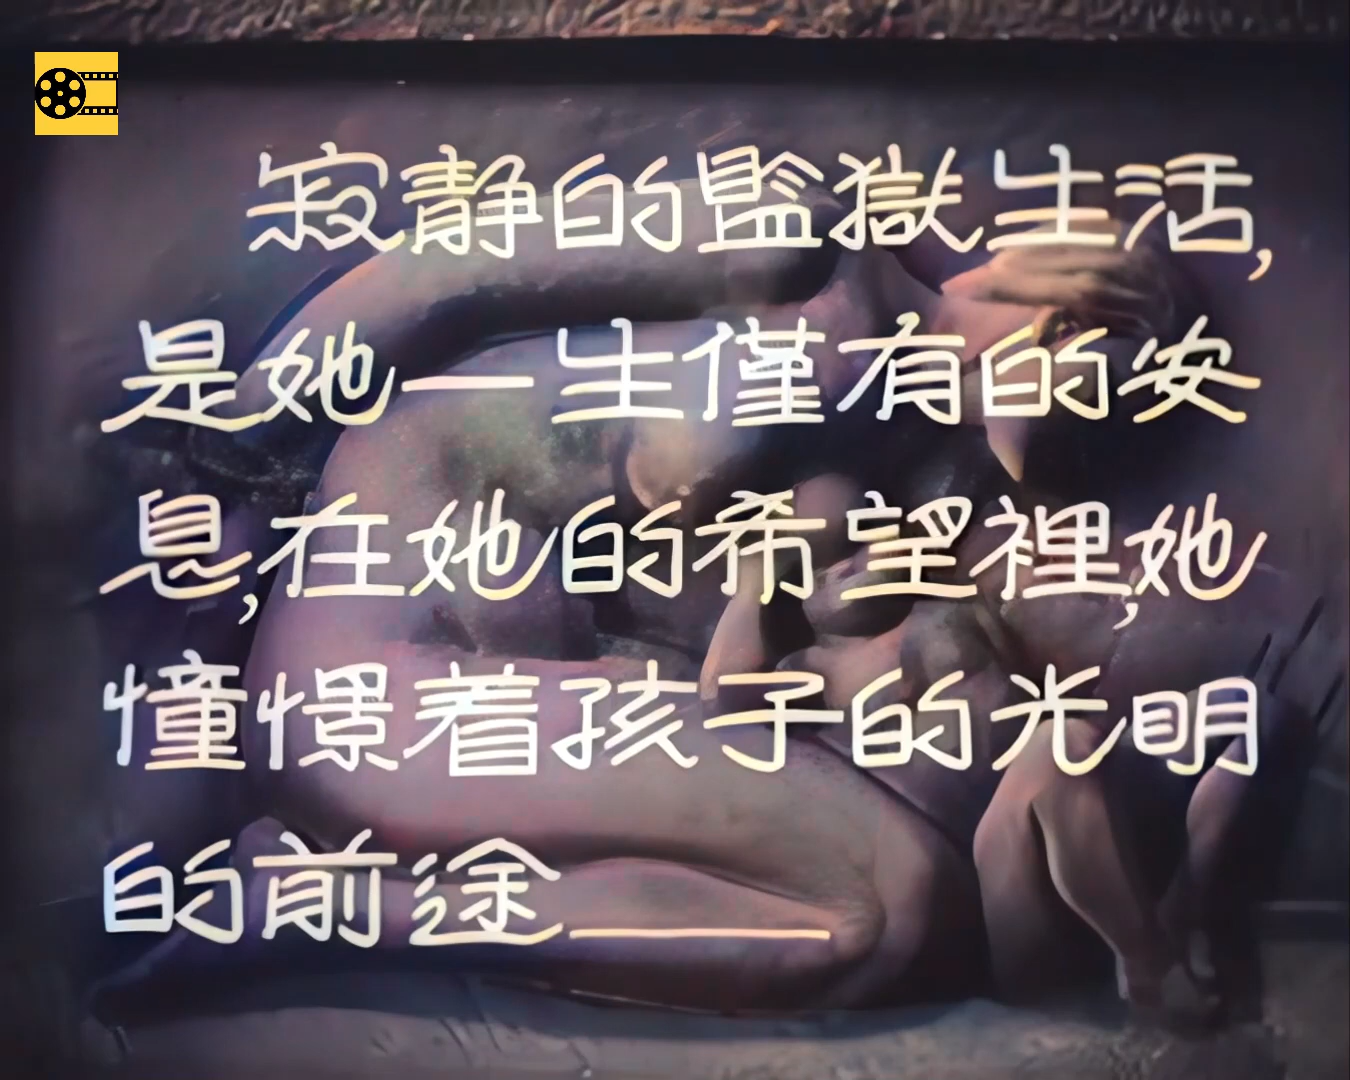 寂靜的監獄生活,
是她一生僅有的安
息,在她的希望裡,她
憧憬着孩子的光明
的前途——